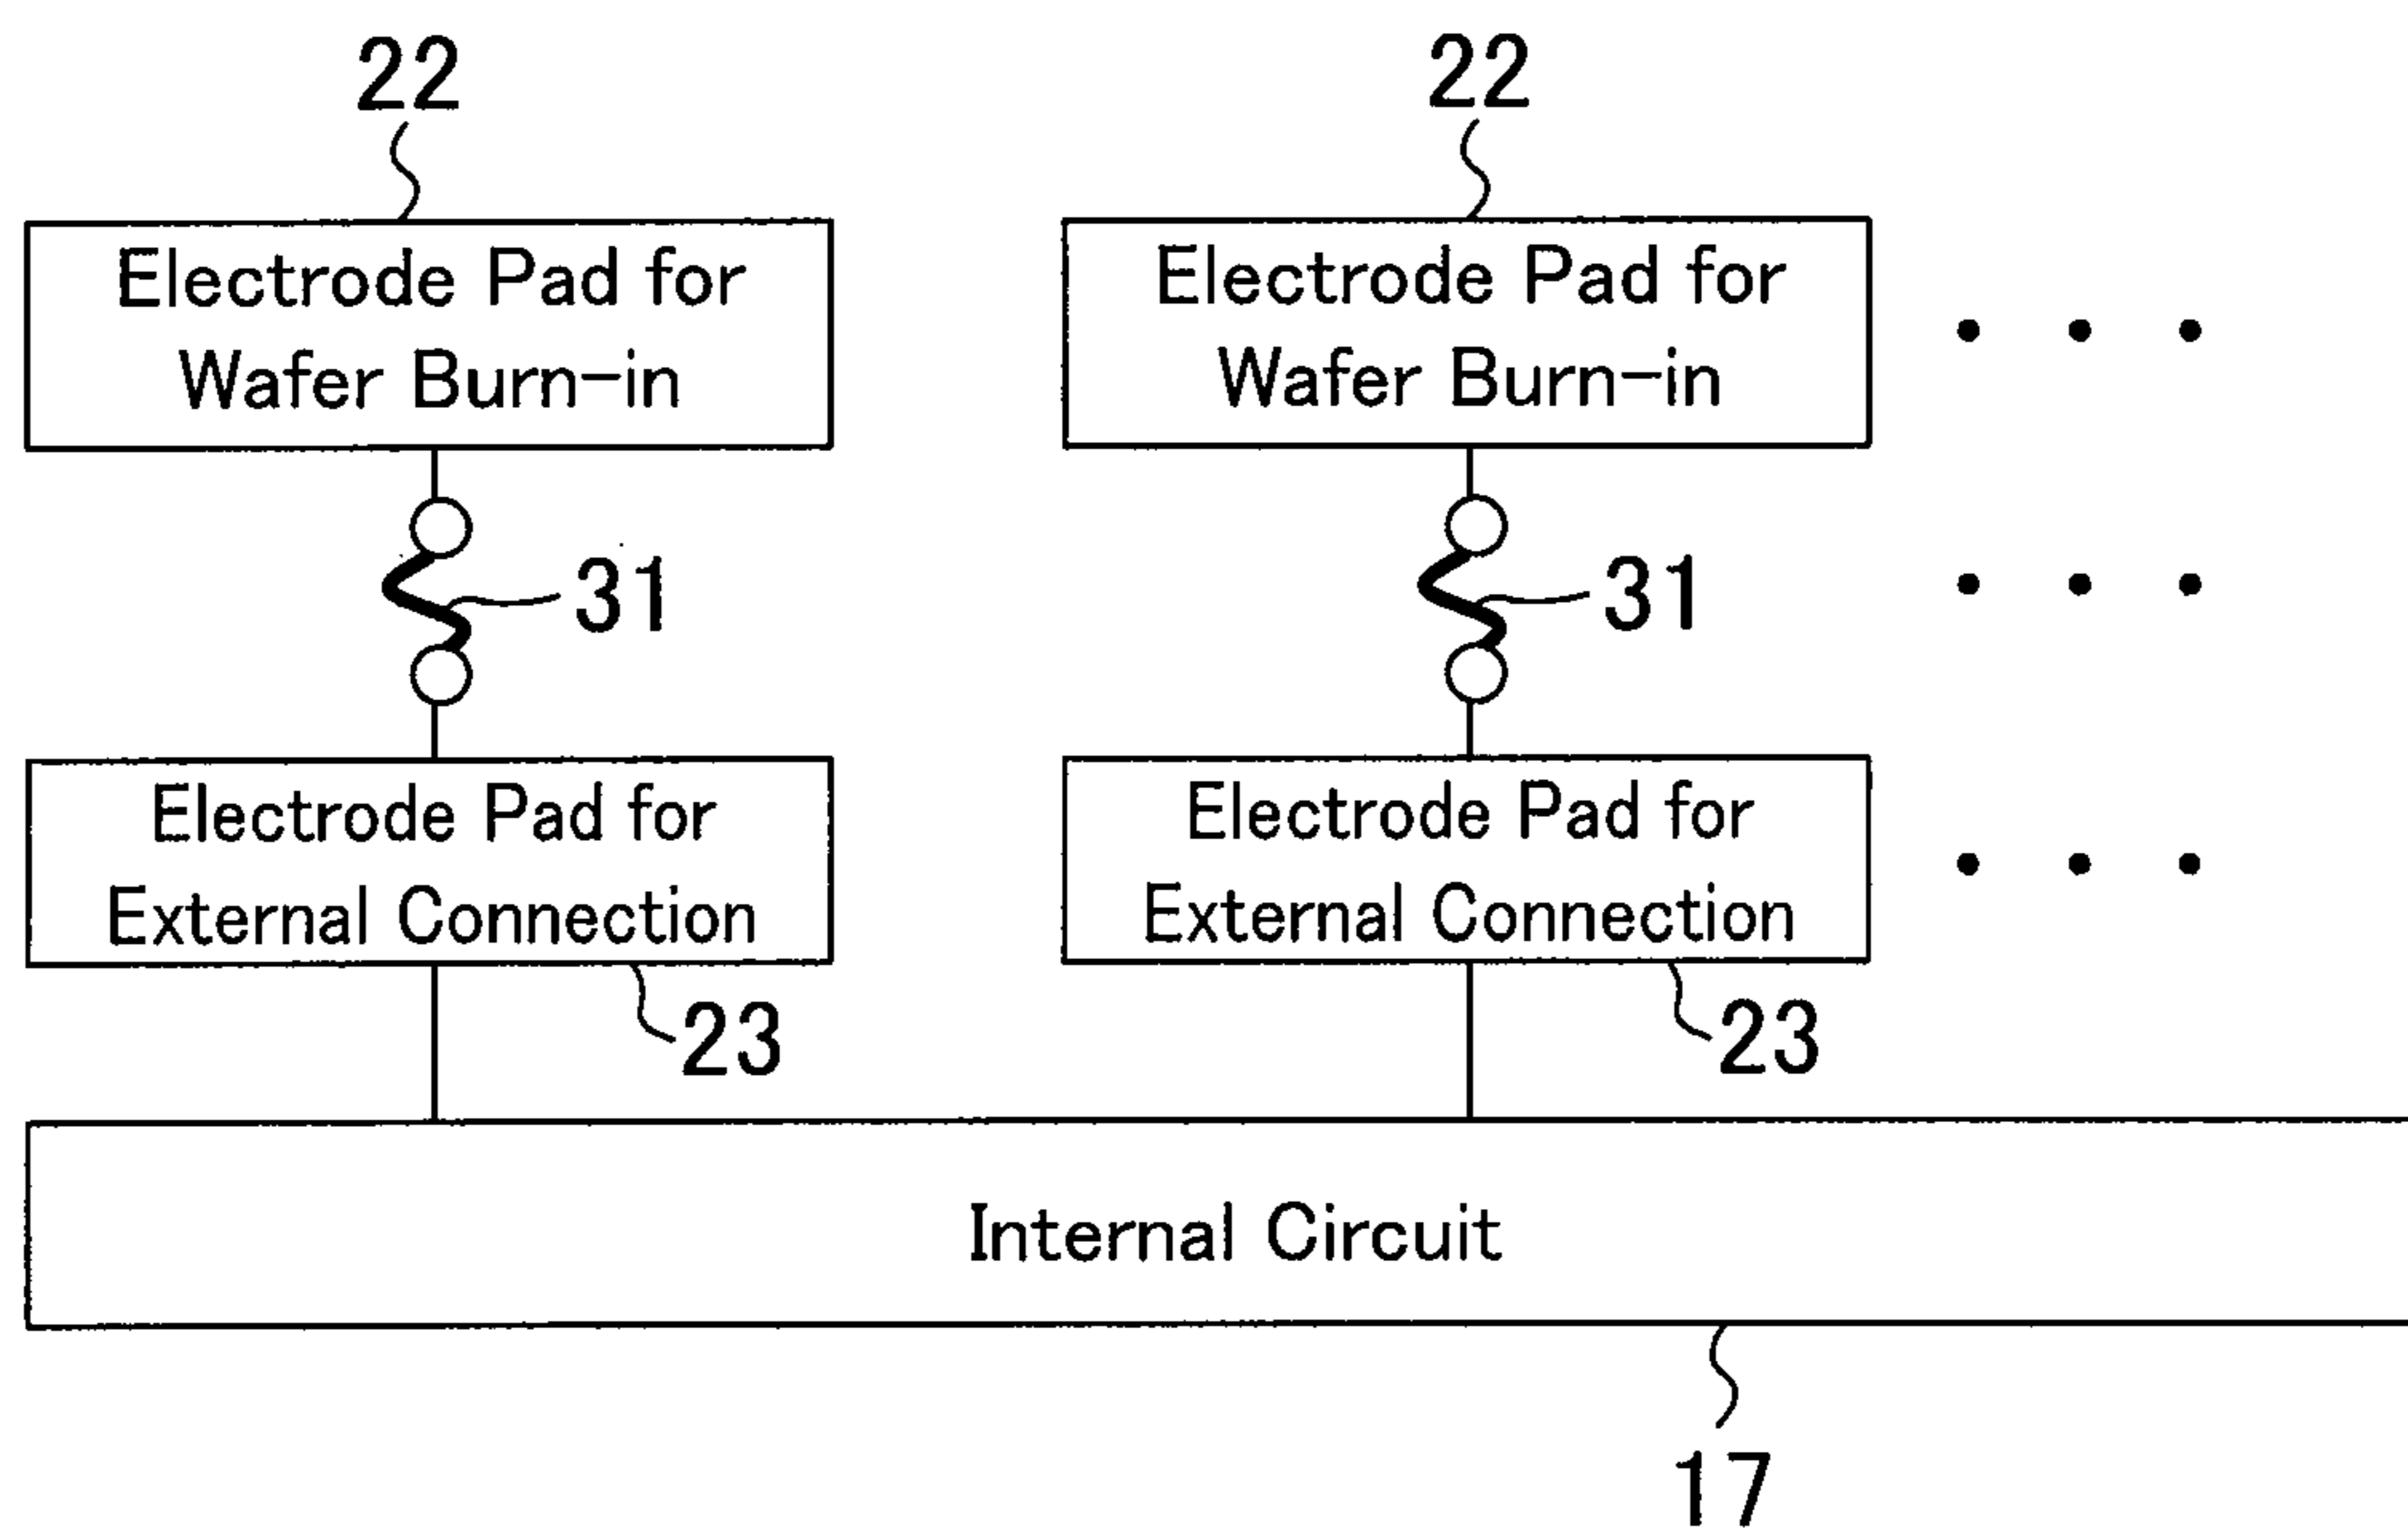 22 22
Electrode Pad for Electrode Pad for
Wafer Burn-in Wafer Burn-in
31 31
Electrode Pad for Electrode Pad for
External Connection External Connection
23 23
Internal Circuit
17